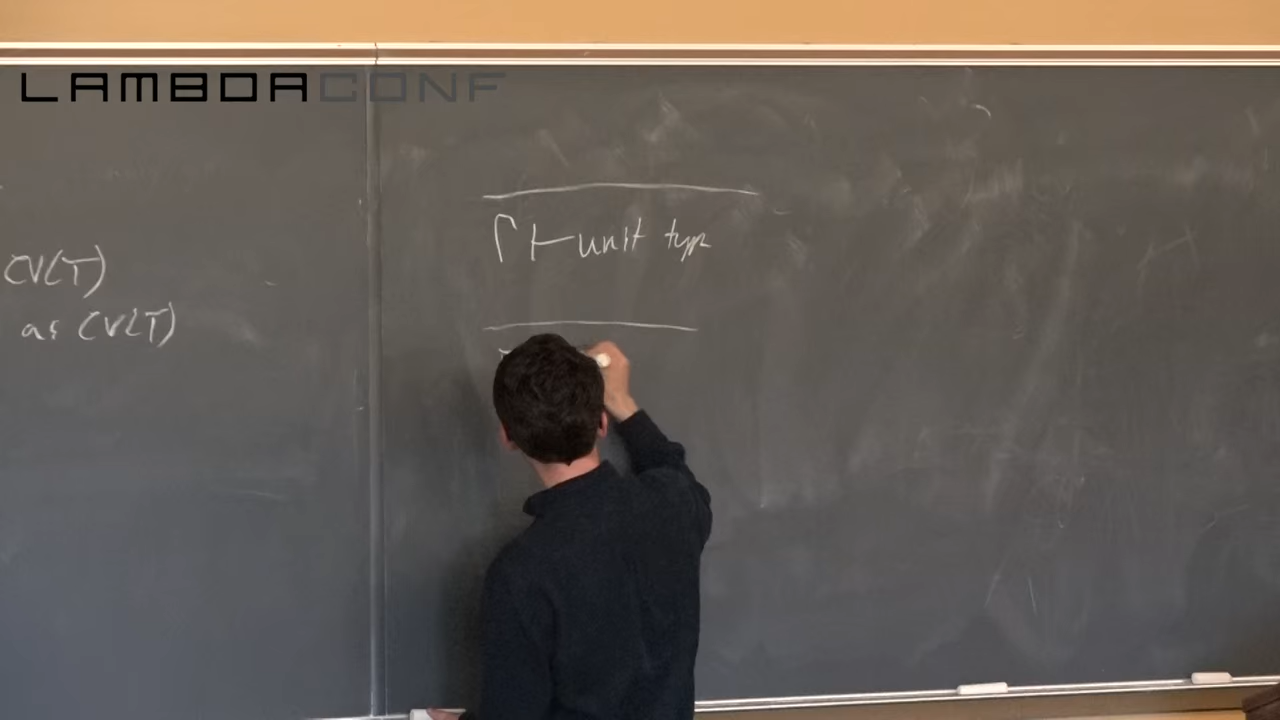 LAMBDACONF
CV(T)
as CV(T)
Γ ⊢ unit type